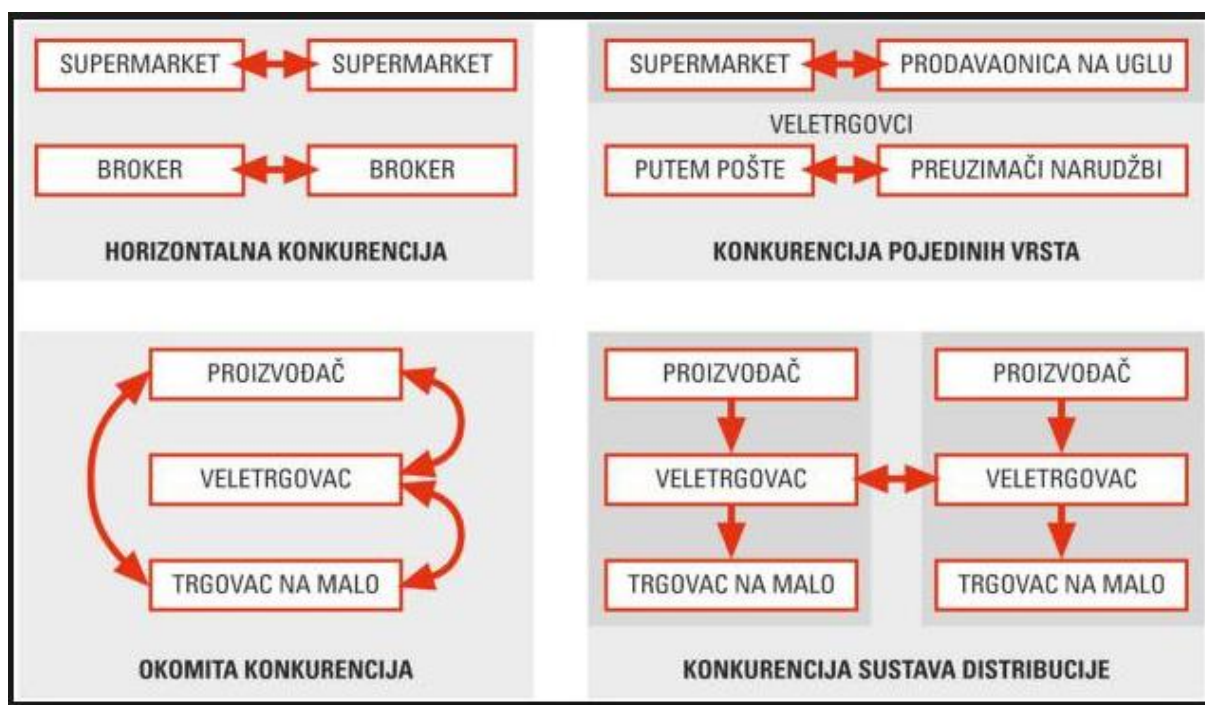 SUPERMARKET
SUPERMARKET
BROKER
BROKER
HORIZONTALNA KONKURENCIJA
SUPERMARKET
PRODAVAONICA NA UGLU
VELETRGOVCI
PUTEM POŠTE
PREUZIMAČI NARUDŽBI
KONKURENCIJA POJEDINIH VRSTA
PROIZVOĐAČ
VELETRGOVAC
TRGOVAC NA MALO
OKOMITA KONKURENCIJA
PROIZVOĐAČ
PROIZVOĐAČ
VELETRGOVAC
VELETRGOVAC
TRGOVAC NA MALO
TRGOVAC NA MALO
KONKURENCIJA SUSTAVA DISTRIBUCIJE